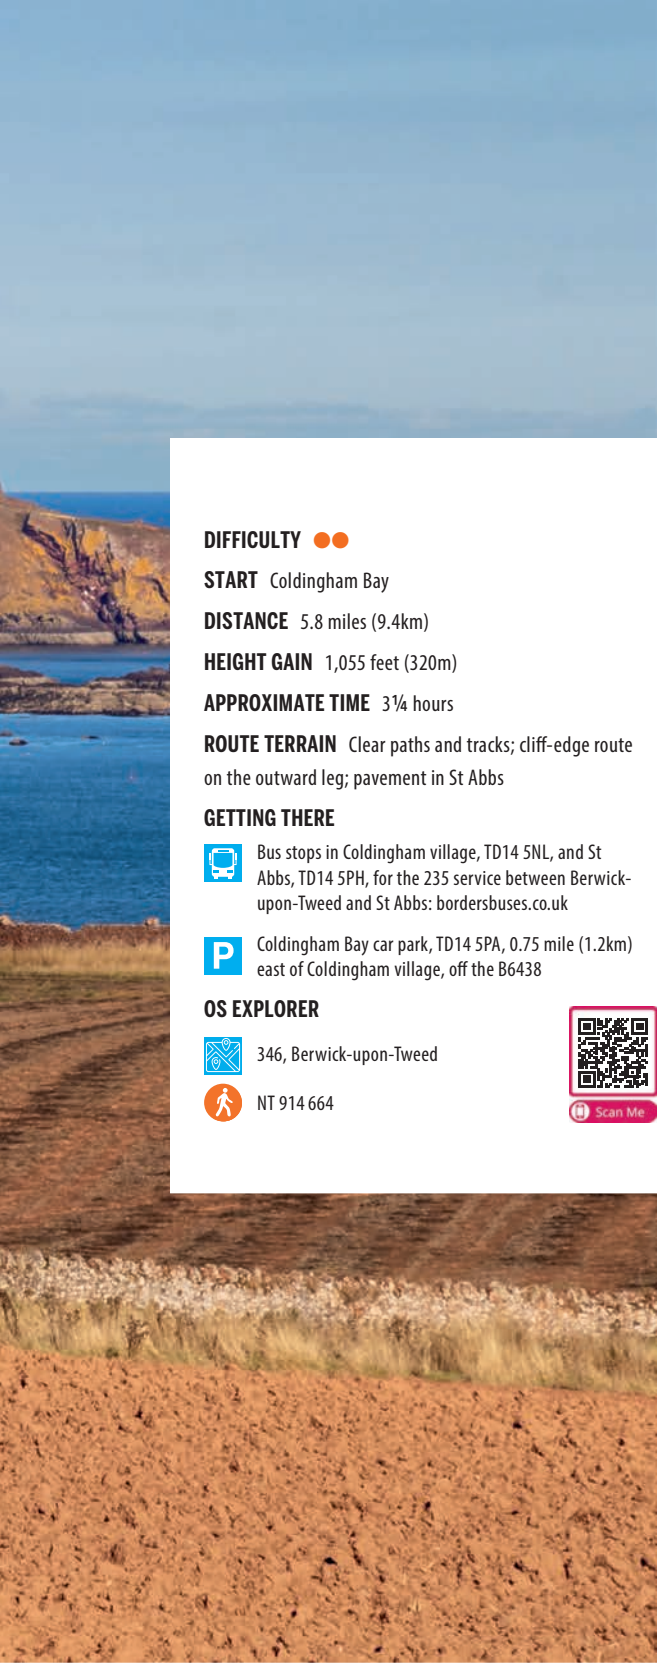 DIFFICULTY
START Coldingham Bay
DISTANCE 5.8 miles (9.4km)
HEIGHT GAIN 1,055 feet (320m)
APPROXIMATE TIME 3¼ hours
ROUTE TERRAIN Clear paths and tracks; cliff-edge route
on the outward leg; pavement in St Abbs
GETTING THERE
Bus stops in Coldingham village, TD14 5NL, and St
Abbs, TD14 5PH, for the 235 service between Berwick-
upon-Tweed and St Abbs: bordersbuses.co.uk
P Coldingham Bay car park, TD14 5PA, 0.75 mile (1.2km)
east of Coldingham village, off the B6438
OS EXPLORER
346, Berwick-upon-Tweed
NT 914 664
Scan Me